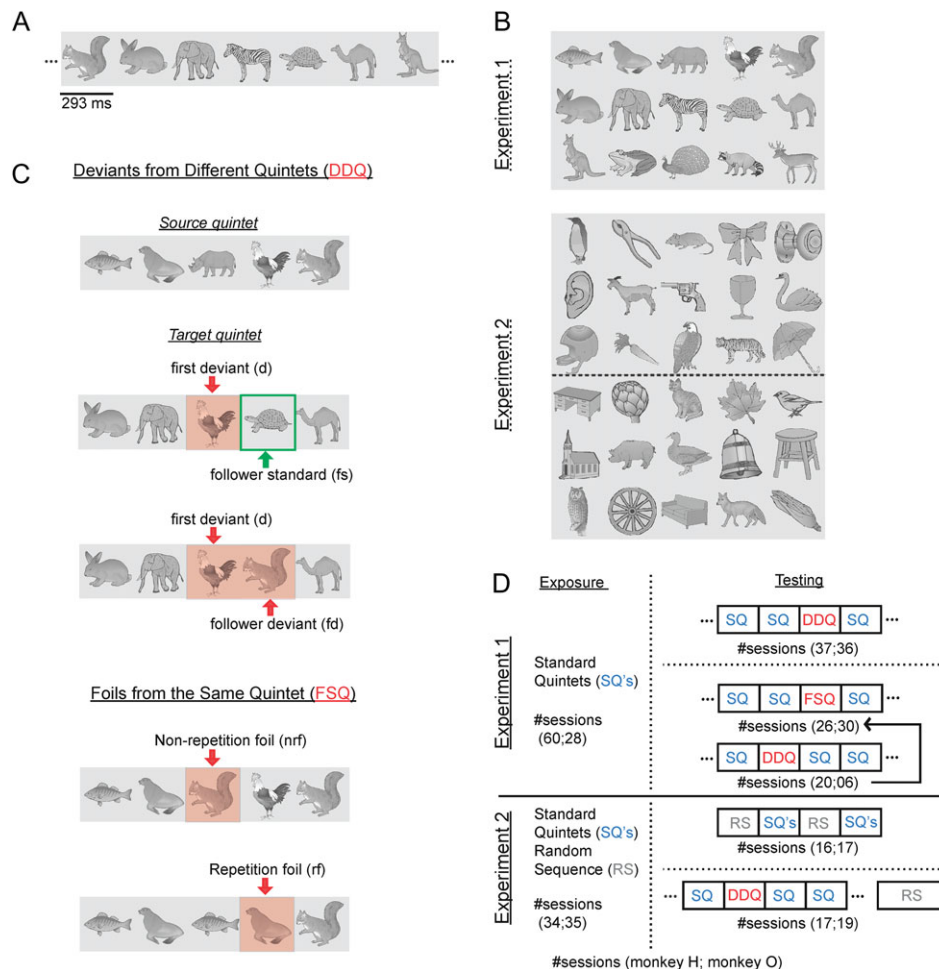 A
...
...
293 ms
B
Experiment 1
Experiment 2
C
Deviants from Different Quintets (DDQ)
Source quintet
Target quintet
first deviant (d)
follower standard (fs)
first deviant (d)
follower deviant (fd)
Foils from the Same Quintet (FSQ)
Non-repetition foil (nrf)
Repetition foil (rf)
D
Exposure
Testing
Experiment 1
Standard
Quintets (SQ's)
#sessions
(60;28)
... SQ SQ DDQ SQ ...
#sessions (37;36)
... SQ SQ FSQ SQ ...
#sessions (26;30)
... SQ DDQ SQ SQ ...
#sessions (20;06)
Experiment 2
Standard
Quintets (SQ's)
Random
Sequence (RS)
#sessions
(34;35)
RS SQ's RS SQ's
#sessions (16;17)
... SQ DDQ SQ SQ ... RS
#sessions (17;19)
#sessions (monkey H; monkey O)